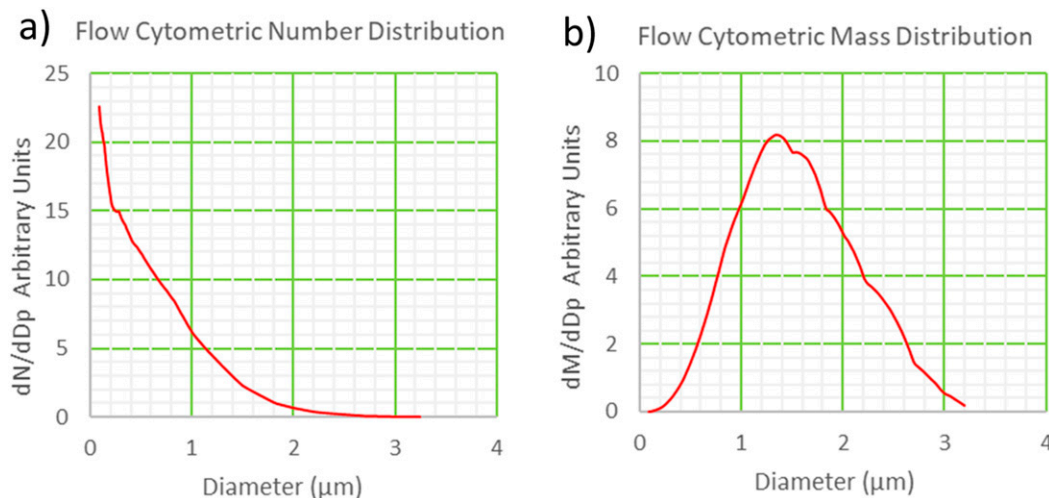 a) Flow Cytometric Number Distribution
25
20
15
10
5
0
dN/dDp Arbitrary Units
0 1 2 3 4
Diameter (μm)
b) Flow Cytometric Mass Distribution
10
8
6
4
2
0
dM/dDp Arbitrary Units
0 1 2 3 4
Diameter (μm)